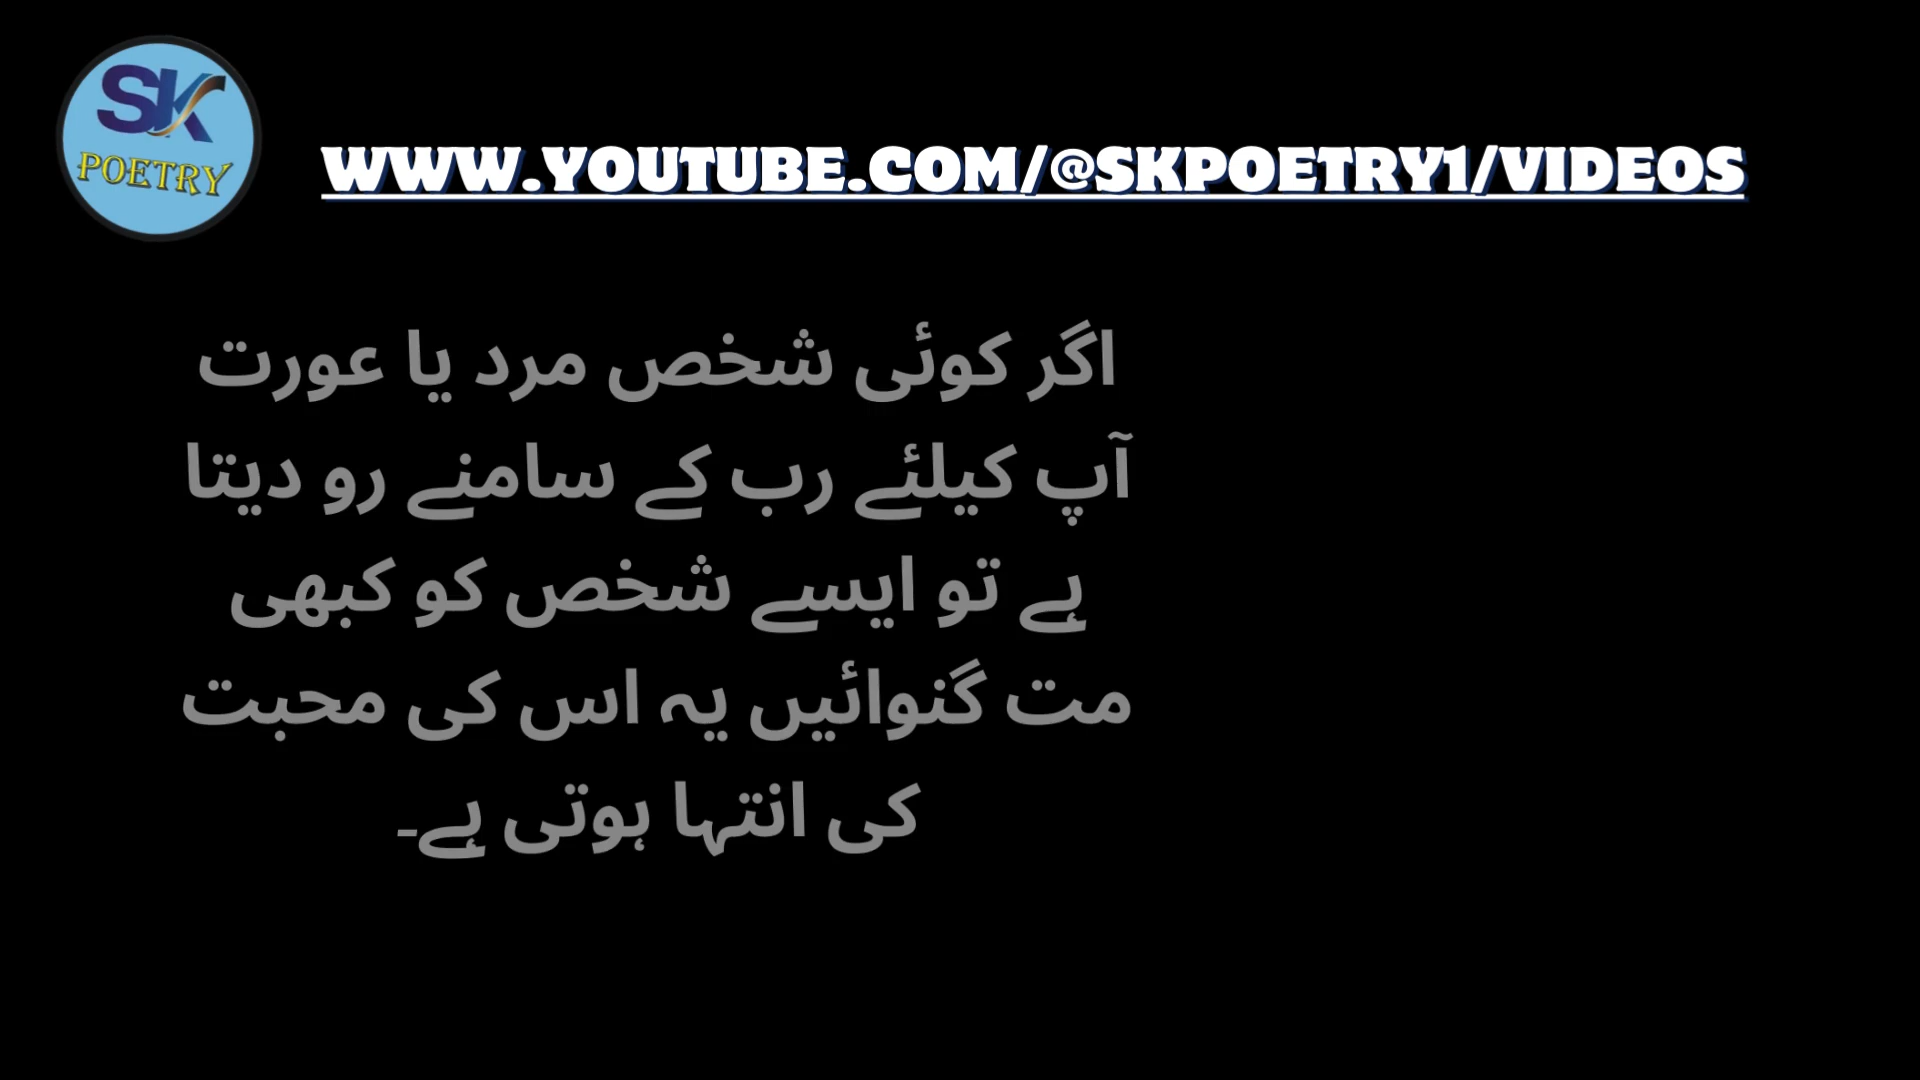 SK
POETRY
WWW.YOUTUBE.COM/@SKPOETRY1/VIDEOS
اگر کوئی شخص مرد یا عورت
آپ کیلئے رب کے سامنے رو دیتا
ہے تو ایسے شخص کو کبھی
مت گنوائیں یہ اس کی محبت
کی انتہا ہوتی ہے۔